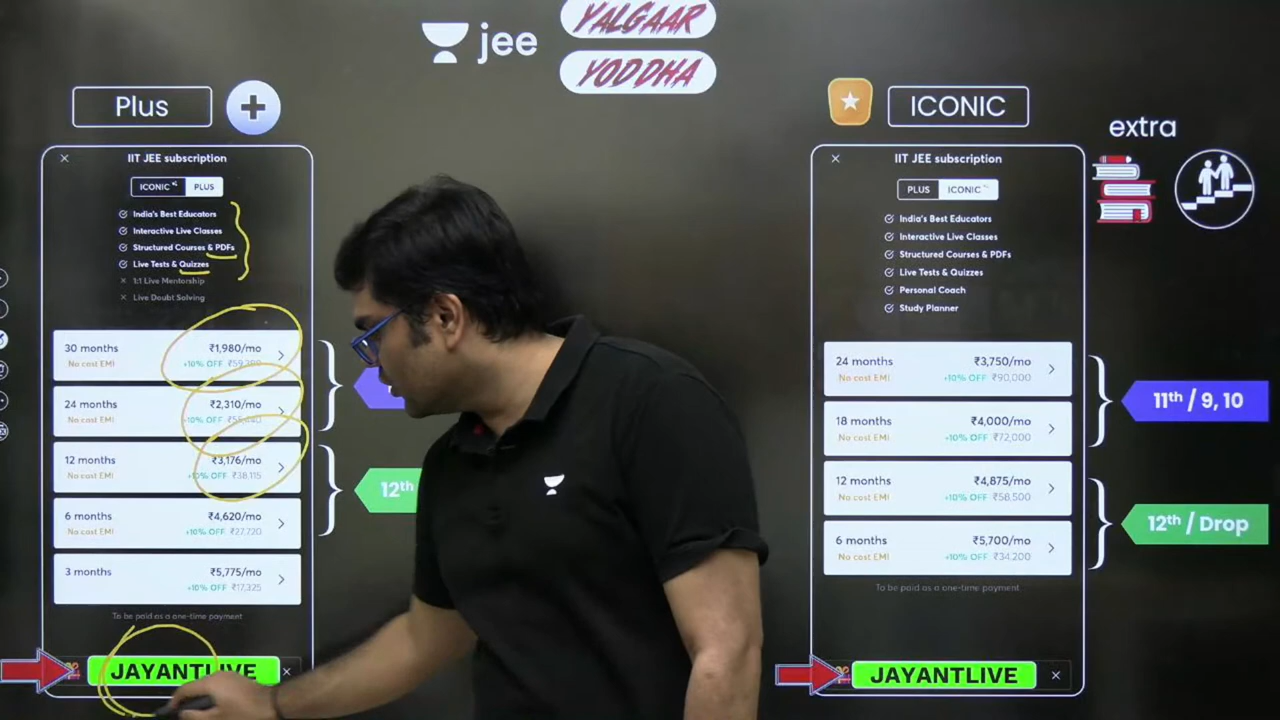 jee
YALGAAR
YODDHA
Plus
IIT JEE subscription
ICONIC PLUS
India's Best Educators
Interactive Live Classes
Structured Courses & PDFs
Live Tests & Quizzes
1:1 Live Mentorship
Live Doubt Solving
30 months ₹1,980/mo
No cost EMI +10% OFF
24 months ₹2,310/mo
No cost EMI +10% OFF
12 months ₹3,176/mo
No cost EMI +10% OFF ₹38,115
6 months ₹4,620/mo
No cost EMI +10% OFF ₹27,720
3 months ₹5,775/mo
+10% OFF ₹17,325
To be paid as a one-time payment
JAYANTLIVE
12th
ICONIC
IIT JEE subscription
PLUS ICONIC
India's Best Educators
Interactive Live Classes
Structured Courses & PDFs
Live Tests & Quizzes
Personal Coach
Study Planner
24 months ₹3,750/mo
No cost EMI +10% OFF ₹90,000
18 months ₹4,000/mo
No cost EMI +10% OFF ₹72,000
12 months ₹4,875/mo
No cost EMI +10% OFF ₹58,500
6 months ₹5,700/mo
No cost EMI +10% OFF ₹34,200
To be paid as a one-time payment
JAYANTLIVE
extra
11th / 9, 10
12th / Drop